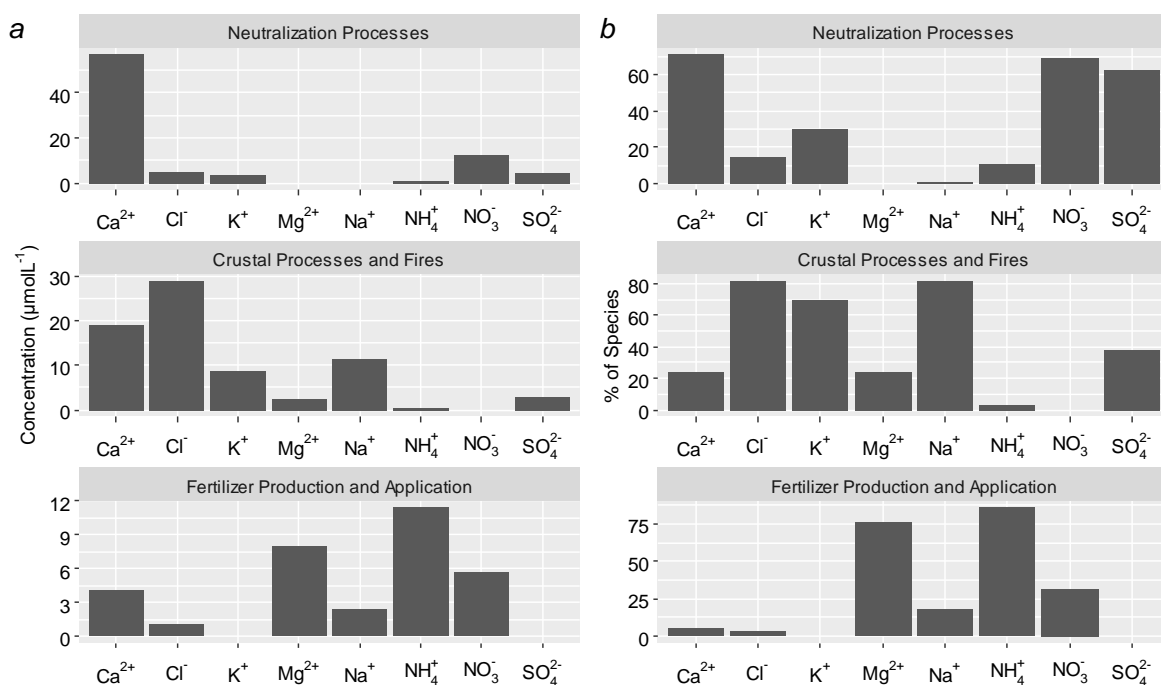 a
Neutralization Processes
40
20
0
Ca²⁺ Cl⁻ K⁺ Mg²⁺ Na⁺ NH₄⁺ NO₃⁻ SO₄²⁻
Concentration (µmolL⁻¹)
Crustal Processes and Fires
30
20
10
0
Ca²⁺ Cl⁻ K⁺ Mg²⁺ Na⁺ NH₄⁺ NO₃⁻ SO₄²⁻
Fertilizer Production and Application
12
9
6
3
0
Ca²⁺ Cl⁻ K⁺ Mg²⁺ Na⁺ NH₄⁺ NO₃⁻ SO₄²⁻
b
Neutralization Processes
60
40
20
0
Ca²⁺ Cl⁻ K⁺ Mg²⁺ Na⁺ NH₄⁺ NO₃⁻ SO₄²⁻
% of Species
Crustal Processes and Fires
80
60
40
20
0
Ca²⁺ Cl⁻ K⁺ Mg²⁺ Na⁺ NH₄⁺ NO₃⁻ SO₄²⁻
Fertilizer Production and Application
75
50
25
0
Ca²⁺ Cl⁻ K⁺ Mg²⁺ Na⁺ NH₄⁺ NO₃⁻ SO₄²⁻